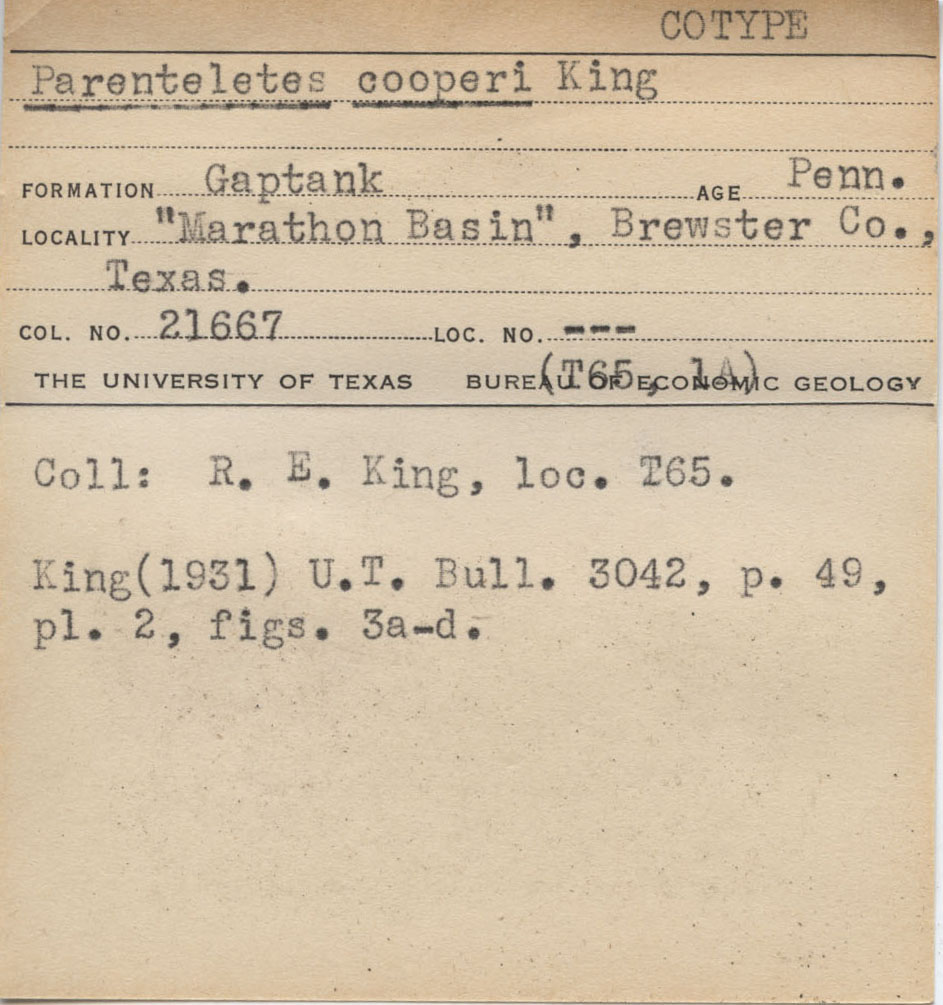 COTYPE
Parenteletes cooperi King
FORMATION Gaptank AGE Penn.
LOCALITY "Marathon Basin", Brewster Co.,
Texas.
COL. NO. 21667 LOC. NO. ---
(T65, 1A)
THE UNIVERSITY OF TEXAS BUREAU OF ECONOMIC GEOLOGY
Coll: R. E. King, loc. T65.
King(1931) U.T. Bull. 3042, p. 49,
pl. 2, figs. 3a-d.